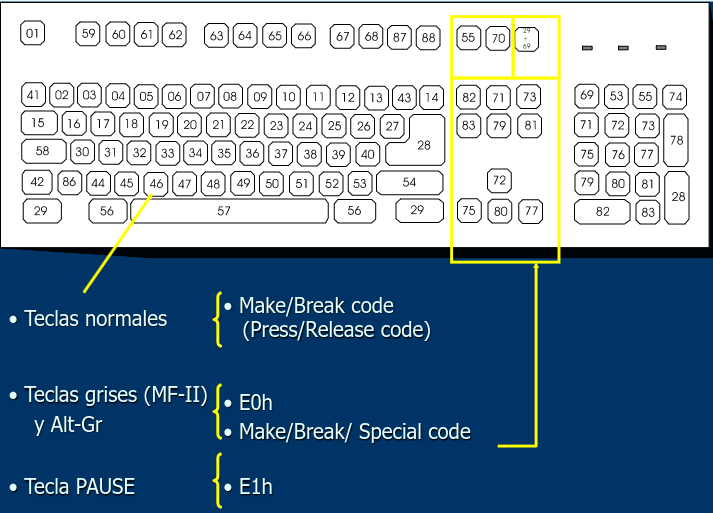 01 59 60 61 62 63 64 65 66 67 68 87 88 55 70 29 + 69
41 02 03 04 05 06 07 08 09 10 11 12 13 43 14 82 71 73 69 53 55 74
15 16 17 18 19 20 21 22 23 24 25 26 27 28 83 79 81 71 72 73 78
58 30 31 32 33 34 35 36 37 38 39 40 75 76 77
42 86 44 45 46 47 48 49 50 51 52 53 54 72 79 80 81 28
29 56 57 56 29 75 80 77 82 83
• Teclas normales
• Make/Break code
(Press/Release code)
• Teclas grises (MF-II)
y Alt-Gr
• E0h
• Make/Break/ Special code
• Tecla PAUSE
• E1h